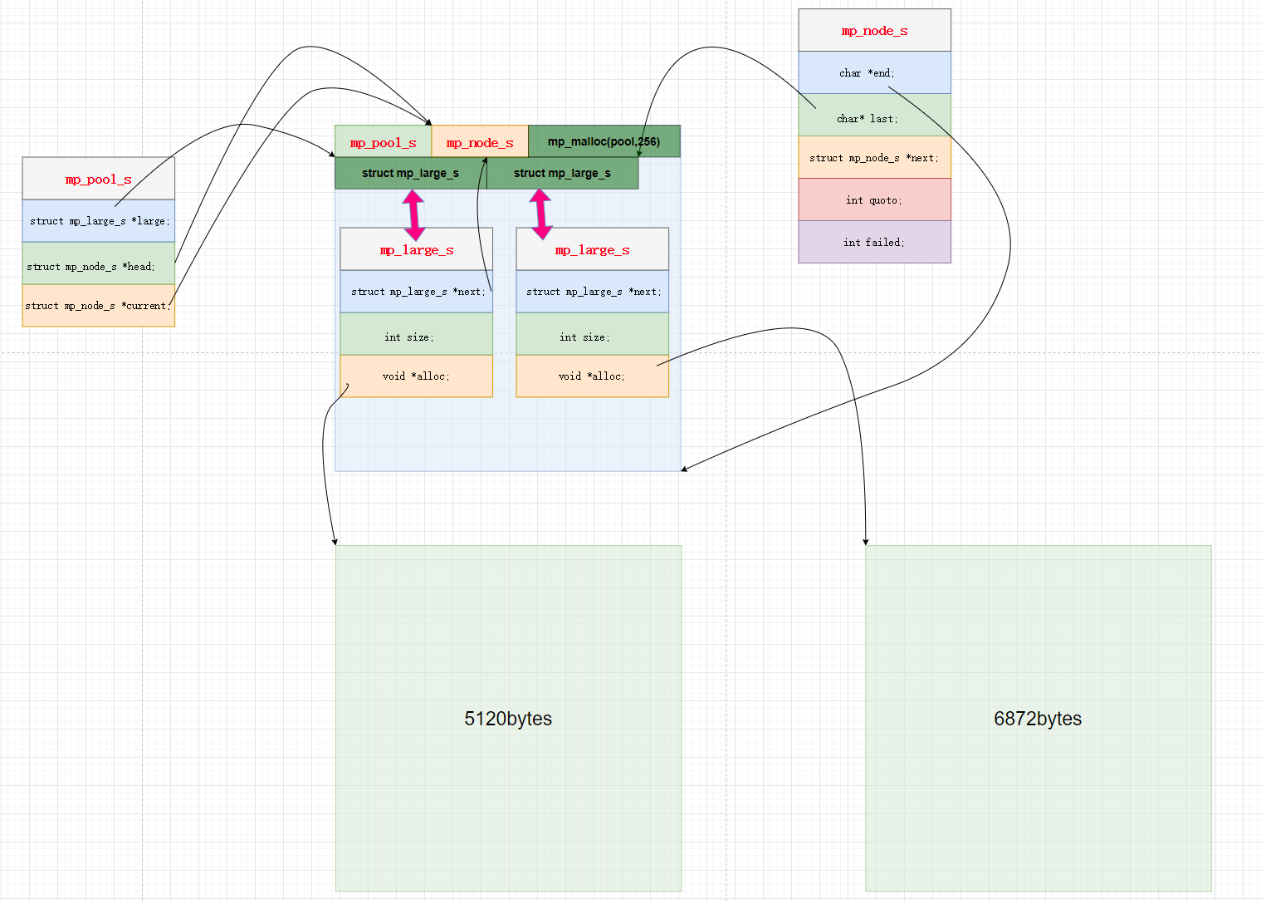 mp_node_s
char *end;
char* last;
struct mp_node_s *next;
int quoto;
int failed;
mp_pool_s
mp_node_s
mp_malloc(pool,256)
struct mp_large_s
struct mp_large_s
mp_pool_s
struct mp_large_s *large;
struct mp_node_s *head;
struct mp_node_s *current;
mp_large_s
struct mp_large_s *next;
int size;
void *alloc;
mp_large_s
struct mp_large_s *next;
int size;
void *alloc;
5120bytes
6872bytes